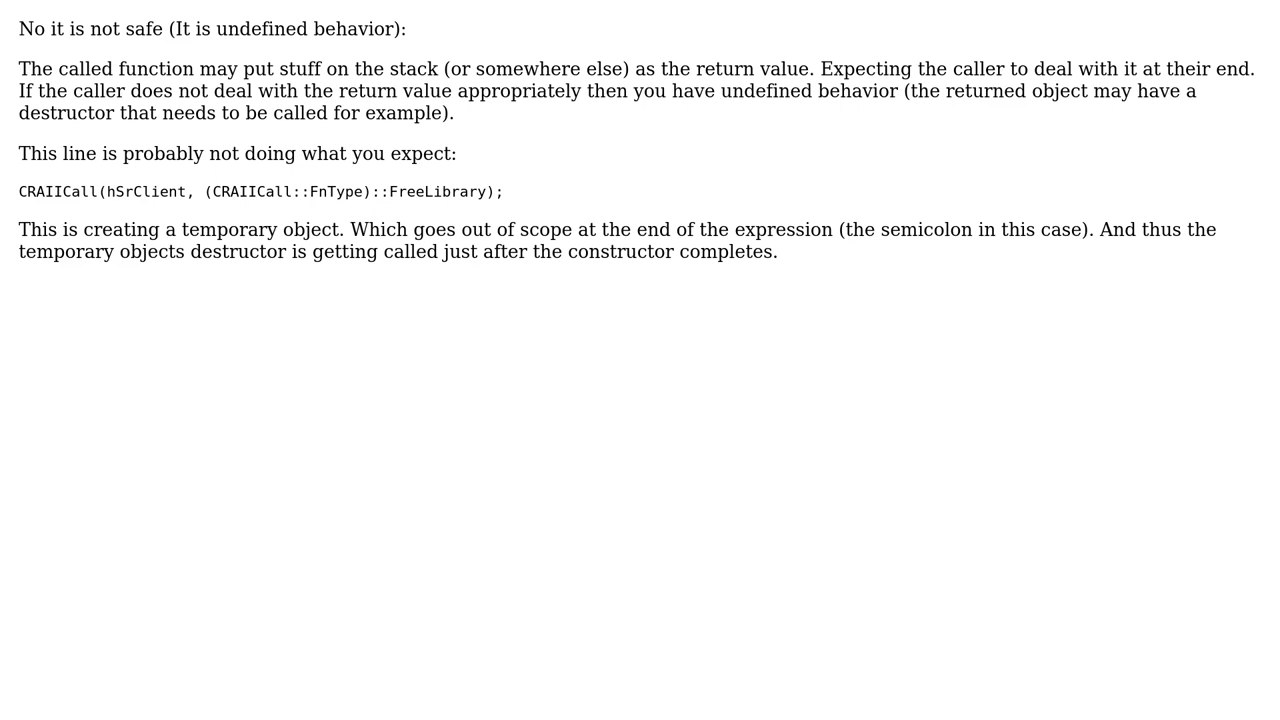 No it is not safe (It is undefined behavior):
The called function may put stuff on the stack (or somewhere else) as the return value. Expecting the caller to deal with it at their end.
If the caller does not deal with the return value appropriately then you have undefined behavior (the returned object may have a
destructor that needs to be called for example).
This line is probably not doing what you expect:
CRAIICall(hSrClient, (CRAIICall::FnType)::FreeLibrary);
This is creating a temporary object. Which goes out of scope at the end of the expression (the semicolon in this case). And thus the
temporary objects destructor is getting called just after the constructor completes.